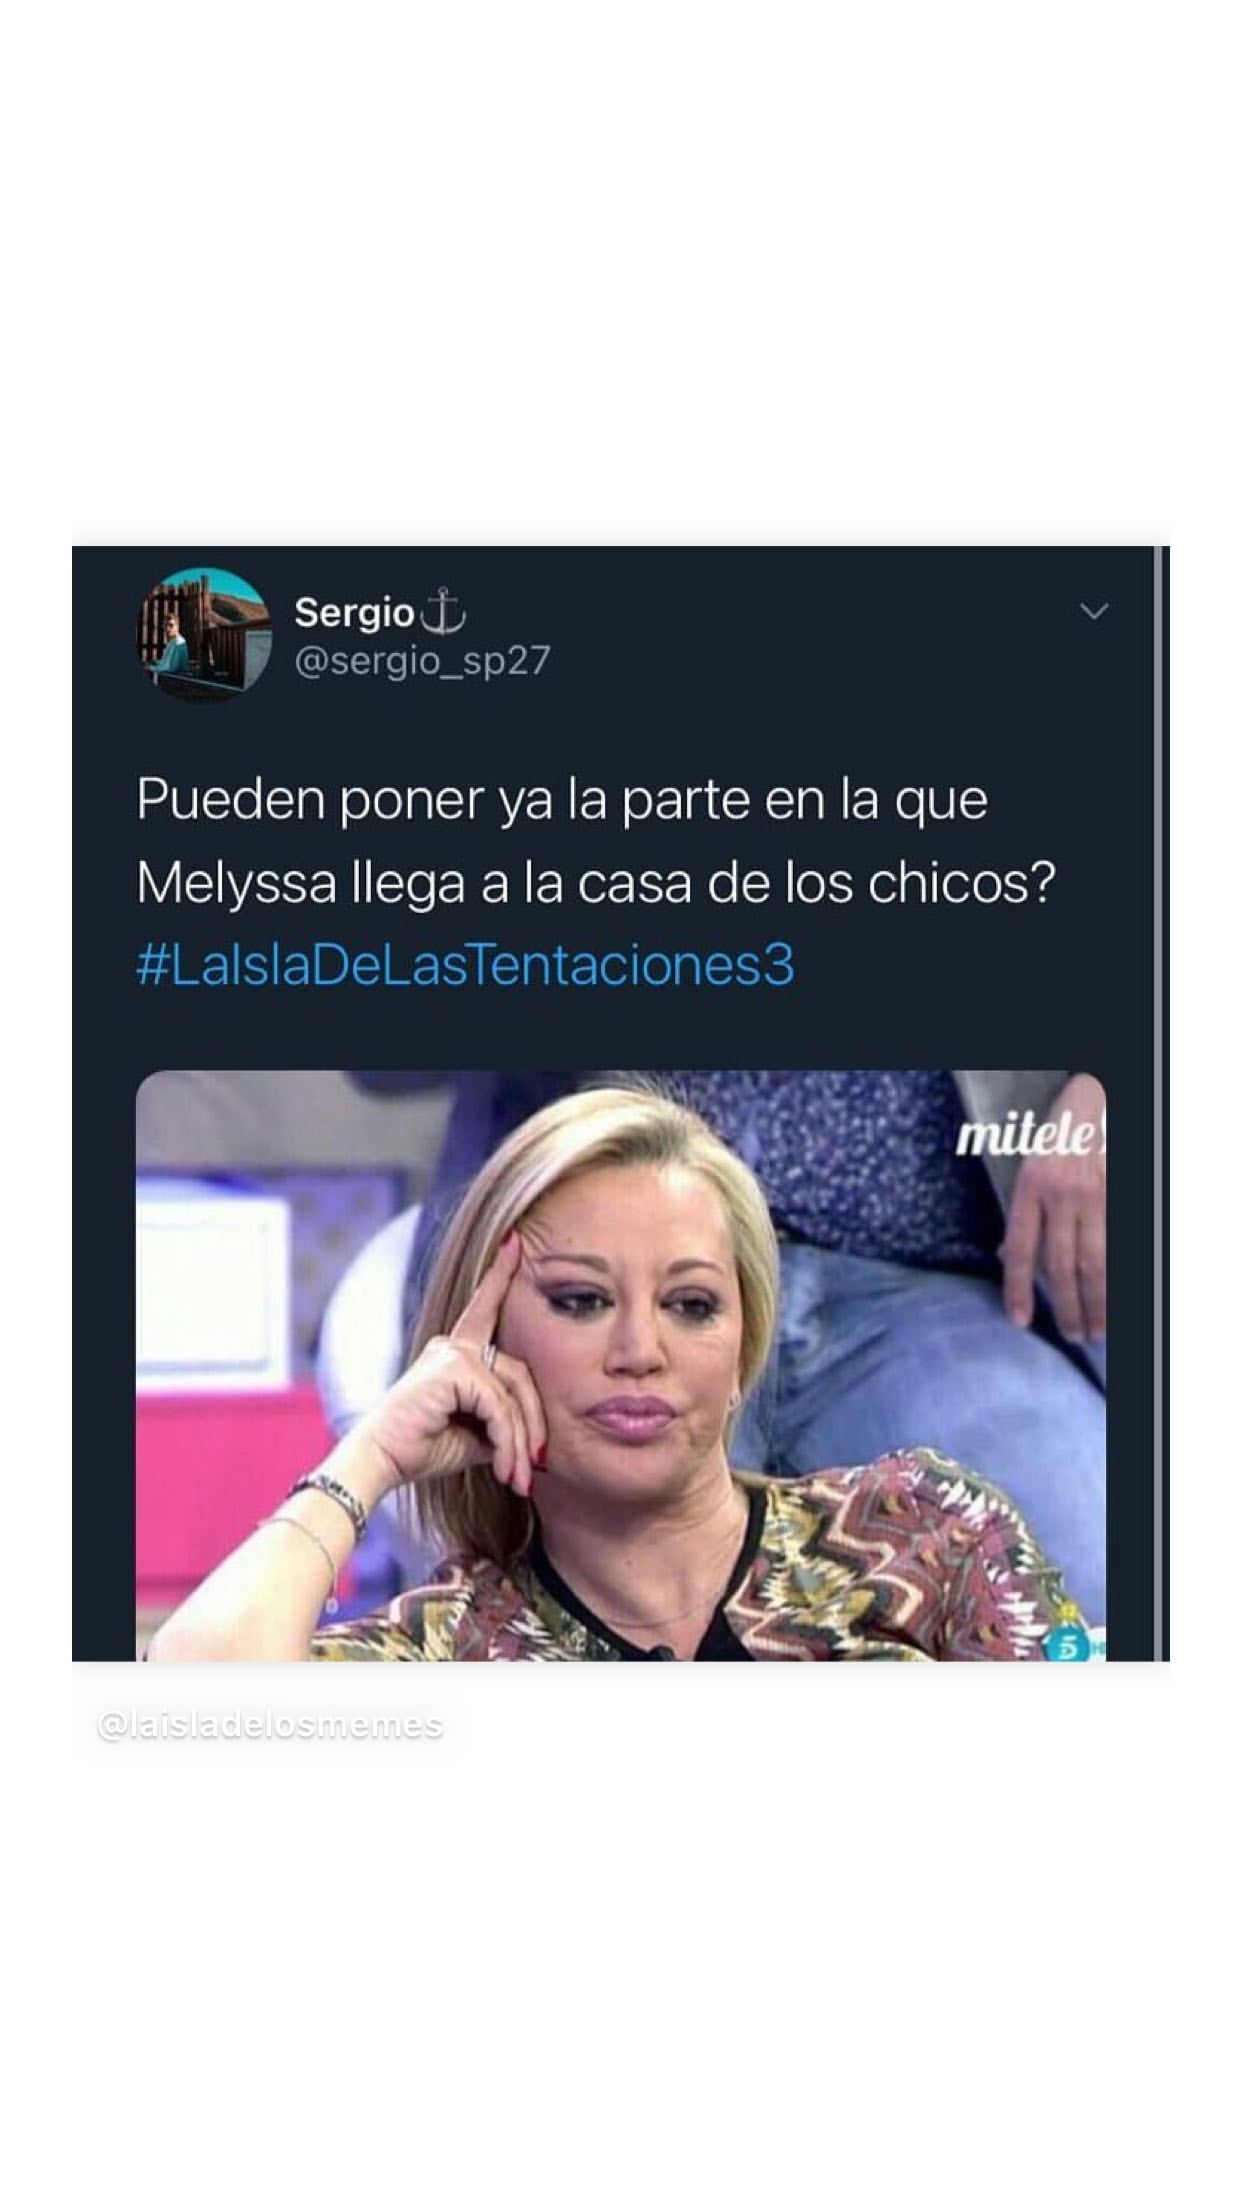 Sergio⚓
@sergio_sp27
Pueden poner ya la parte en la que
Melyssa llega a la casa de los chicos?
#LaIslaDeLasTentaciones3
mitele
5
@laisladelosmemes